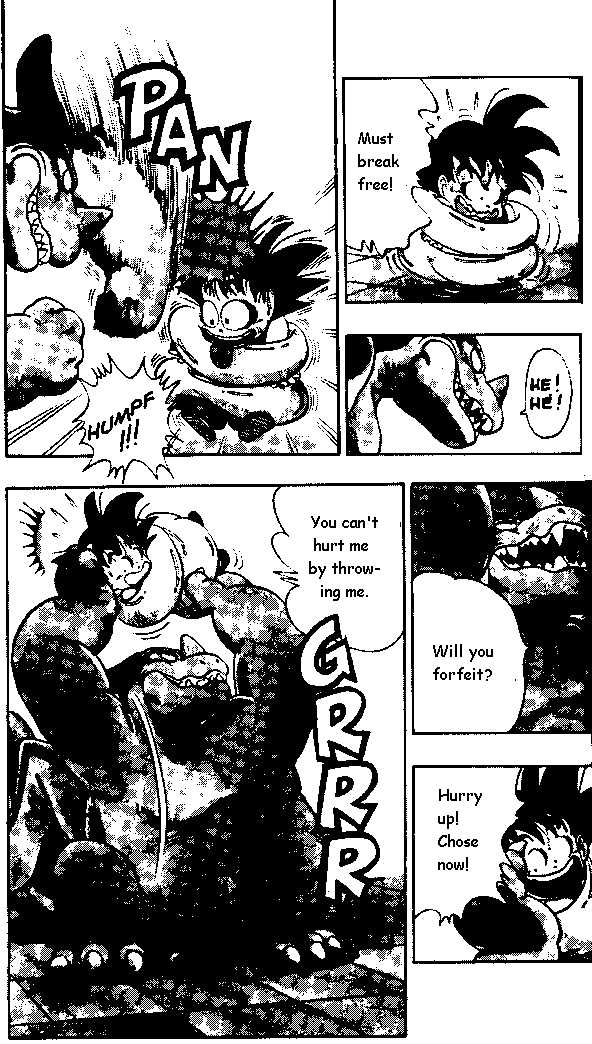 Must
break
free!
HE!
HE!
PAN
HUMPF
!!!
Will you
forfeit?
Hurry
up!
Chose
now!
You can't
hurt me
by throw-
ing me.
GRRR